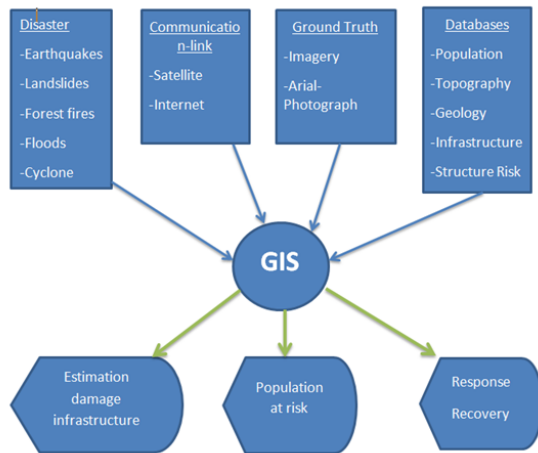 Disaster
-Earthquakes
-Landslides
-Forest fires
-Floods
-Cyclone
Communicatio
n-link
-Satellite
-Internet
Ground Truth
-Imagery
-Arial-
Photograph
Databases
-Population
-Topography
-Geology
-Infrastructure
-Structure Risk
GIS
Estimation
damage
infrastructure
Population
at risk
Response
Recovery